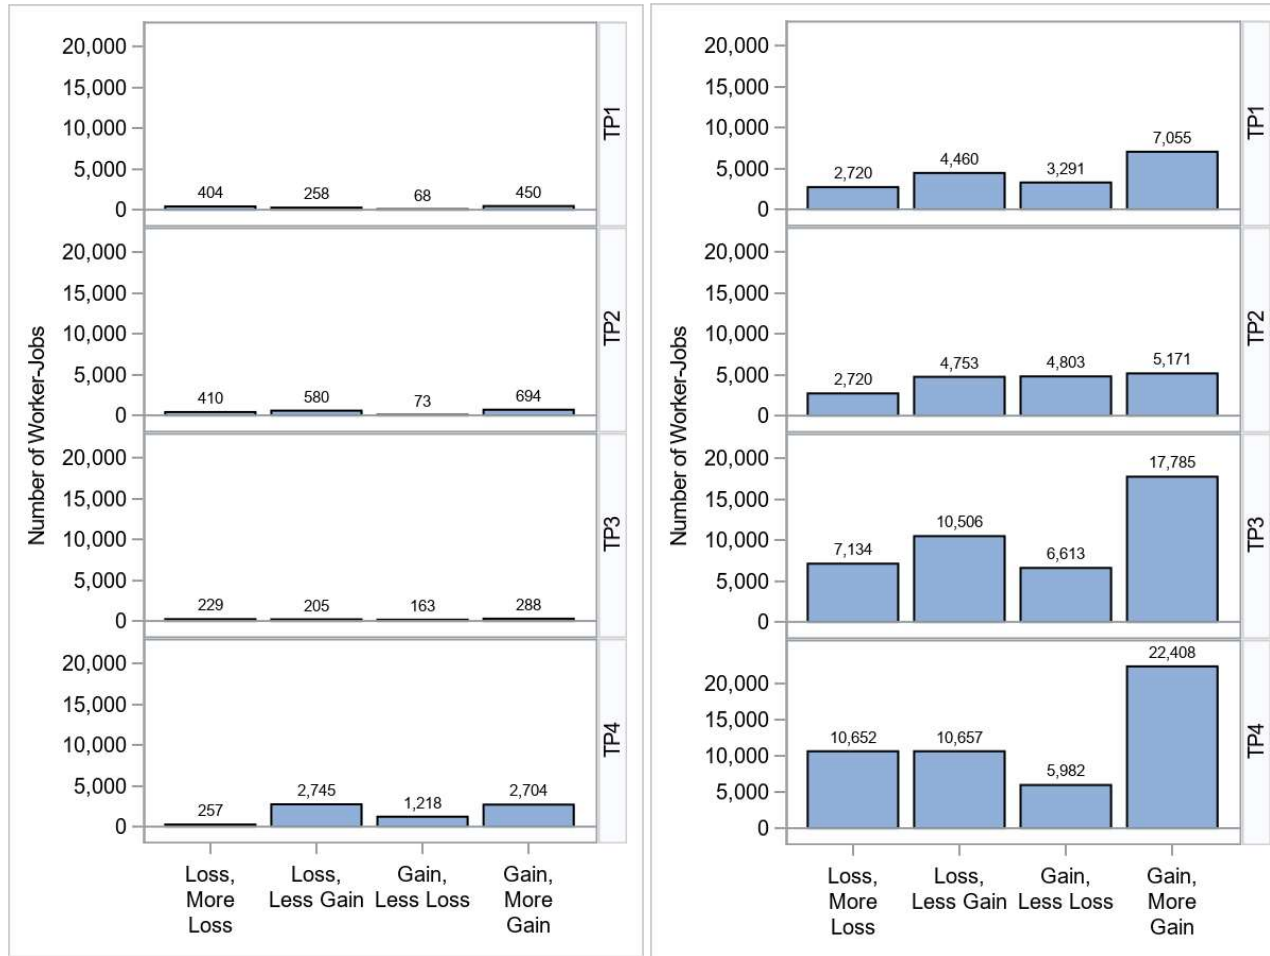 Number of Worker-Jobs
20,000
15,000
10,000
5,000
0
404
258
68
450
TP1
20,000
15,000
10,000
5,000
0
410
580
73
694
TP2
20,000
15,000
10,000
5,000
0
229
205
163
288
TP3
20,000
15,000
10,000
5,000
0
257
2,745
1,218
2,704
TP4
Loss,
More
Loss
Loss,
Less Gain
Gain,
Less Loss
Gain,
More
Gain
Number of Worker-Jobs
20,000
15,000
10,000
5,000
0
2,720
4,460
3,291
7,055
TP1
20,000
15,000
10,000
5,000
0
2,720
4,753
4,803
5,171
TP2
20,000
15,000
10,000
5,000
0
7,134
10,506
6,613
17,785
TP3
20,000
15,000
10,000
5,000
0
10,652
10,657
5,982
22,408
TP4
Loss,
More
Loss
Loss,
Less Gain
Gain,
Less Loss
Gain,
More
Gain